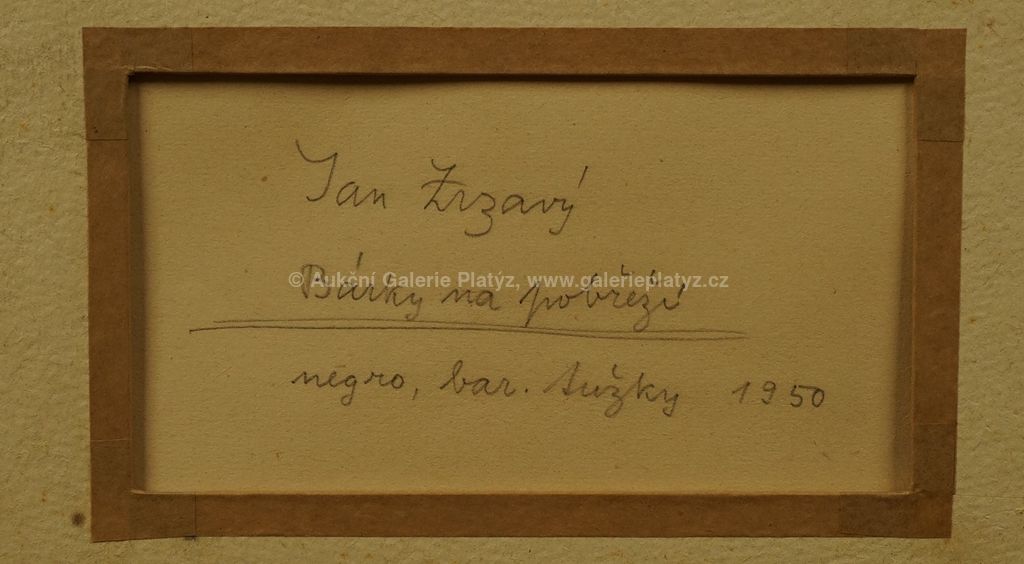 Jan Zrzavý
© Aukční Galerie Platýz, www.galerieplatyz.cz
Bárky na pobřeží
negro, bar. tužky 1950